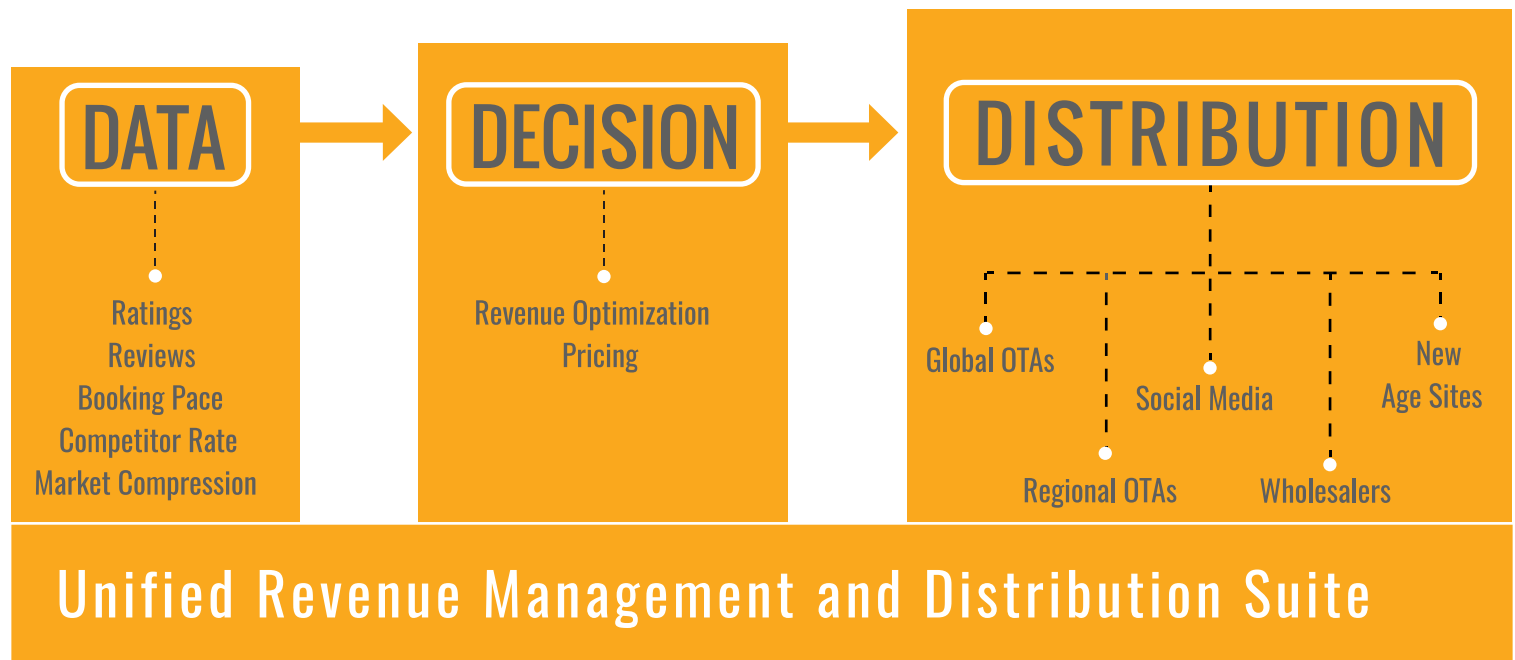 DATA
Ratings
Reviews
Booking Pace
Competitor Rate
Market Compression
DECISION
Revenue Optimization
Pricing
DISTRIBUTION
Global OTAs
Regional OTAs
Social Media
Wholesalers
New
Age Sites
Unified Revenue Management and Distribution Suite